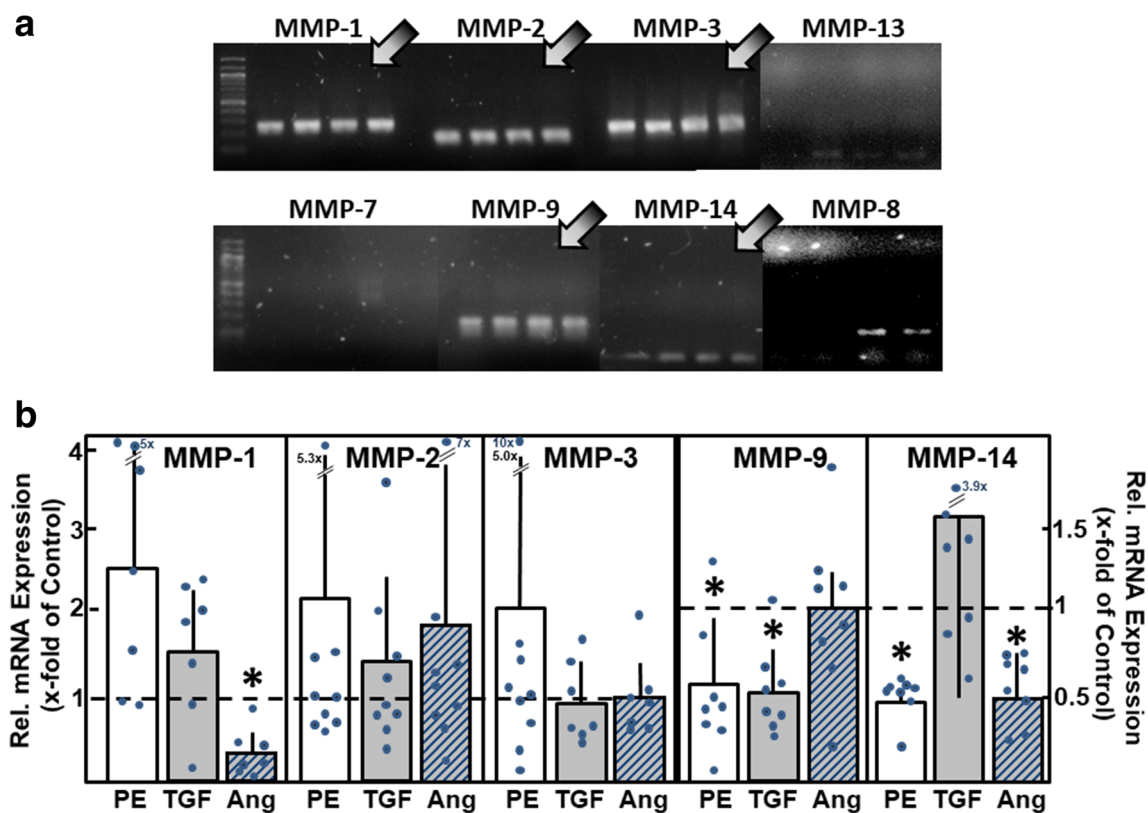 a
MMP-1 MMP-2 MMP-3 MMP-13
MMP-7 MMP-9 MMP-14 MMP-8
b
Rel. mRNA Expression
(x-fold of Control)
4
3
2
1
MMP-1 MMP-2 MMP-3 MMP-9 MMP-14
5x
5.3x
7x
10x
5.0x
3.9x
* * * * *
1.5
1
0.5
Rel. mRNA Expression
(x-fold of Control)
PE TGF Ang PE TGF Ang PE TGF Ang PE TGF Ang PE TGF Ang